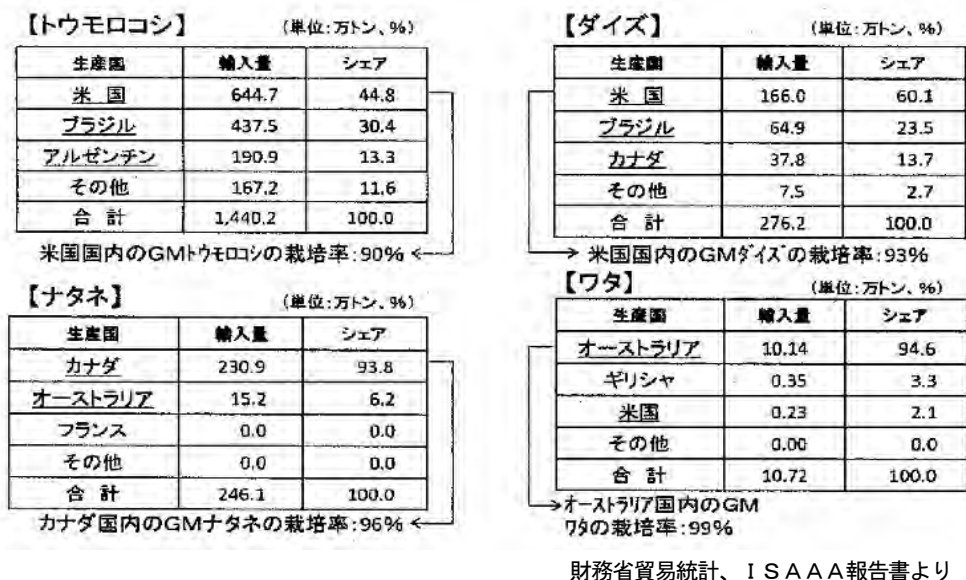 【トウモロコシ】 (単位:万トン、%)
生産国 輸入量 シェア
米 国 644.7 44.8
ブラジル 437.5 30.4
アルゼンチン 190.9 13.3
その他 167.2 11.6
合 計 1,440.2 100.0
米国国内のGMトウモロコシの栽培率:90%
【ダイズ】 (単位:万トン、%)
生産国 輸入量 シェア
米 国 166.0 60.1
ブラジル 64.9 23.5
カナダ 37.8 13.7
その他 7.5 2.7
合 計 276.2 100.0
米国国内のGMダイズの栽培率:93%
【ナタネ】 (単位:万トン、%)
生産国 輸入量 シェア
カナダ 230.9 93.8
オーストラリア 15.2 6.2
フランス 0.0 0.0
その他 0.0 0.0
合 計 246.1 100.0
カナダ国内のGMナタネの栽培率:96%
【ワタ】 (単位:万トン、%)
生産国 輸入量 シェア
オーストラリア 10.14 94.6
ギリシャ 0.35 3.3
米国 0.23 2.1
その他 0.00 0.0
合 計 10.72 100.0
オーストラリア国内のGM
ワタの栽培率:99%
財務省貿易統計、ISAAA報告書より